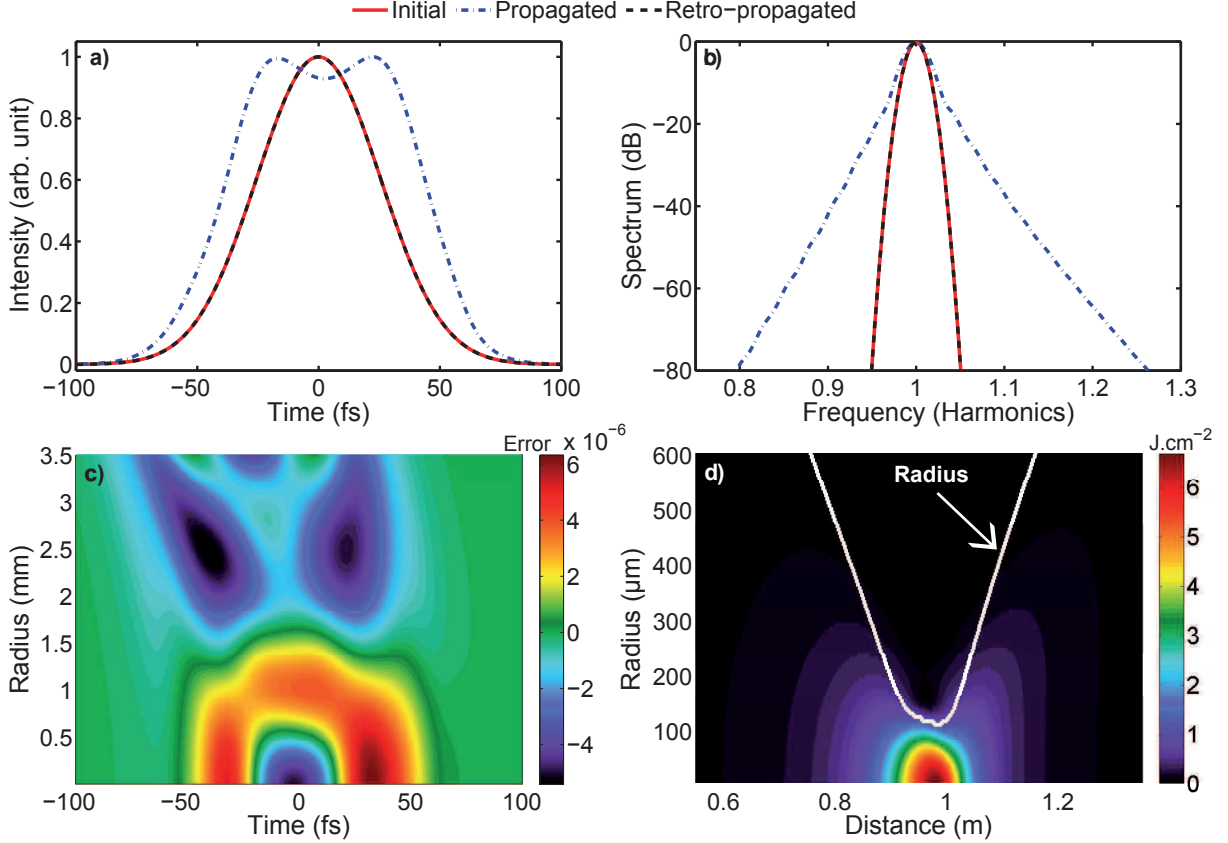 Initial Propagated Retro−propagated
a)
Intensity (arb. unit)
1
0.8
0.6
0.4
0.2
0
−100 −50 0 50 100
Time (fs)
b)
Spectrum (dB)
0
−20
−40
−60
−80
0.8 0.9 1 1.1 1.2 1.3
Frequency (Harmonics)
c)
Radius (mm)
3.5
3
2.5
2
1.5
1
0.5
−100 −50 0 50 100
Time (fs)
Error x 10−6
6
4
2
0
−2
−4
d)
Radius
Radius (μm)
600
500
400
300
200
100
0.6 0.8 1 1.2
Distance (m)
J.cm−2
6
5
4
3
2
1
0